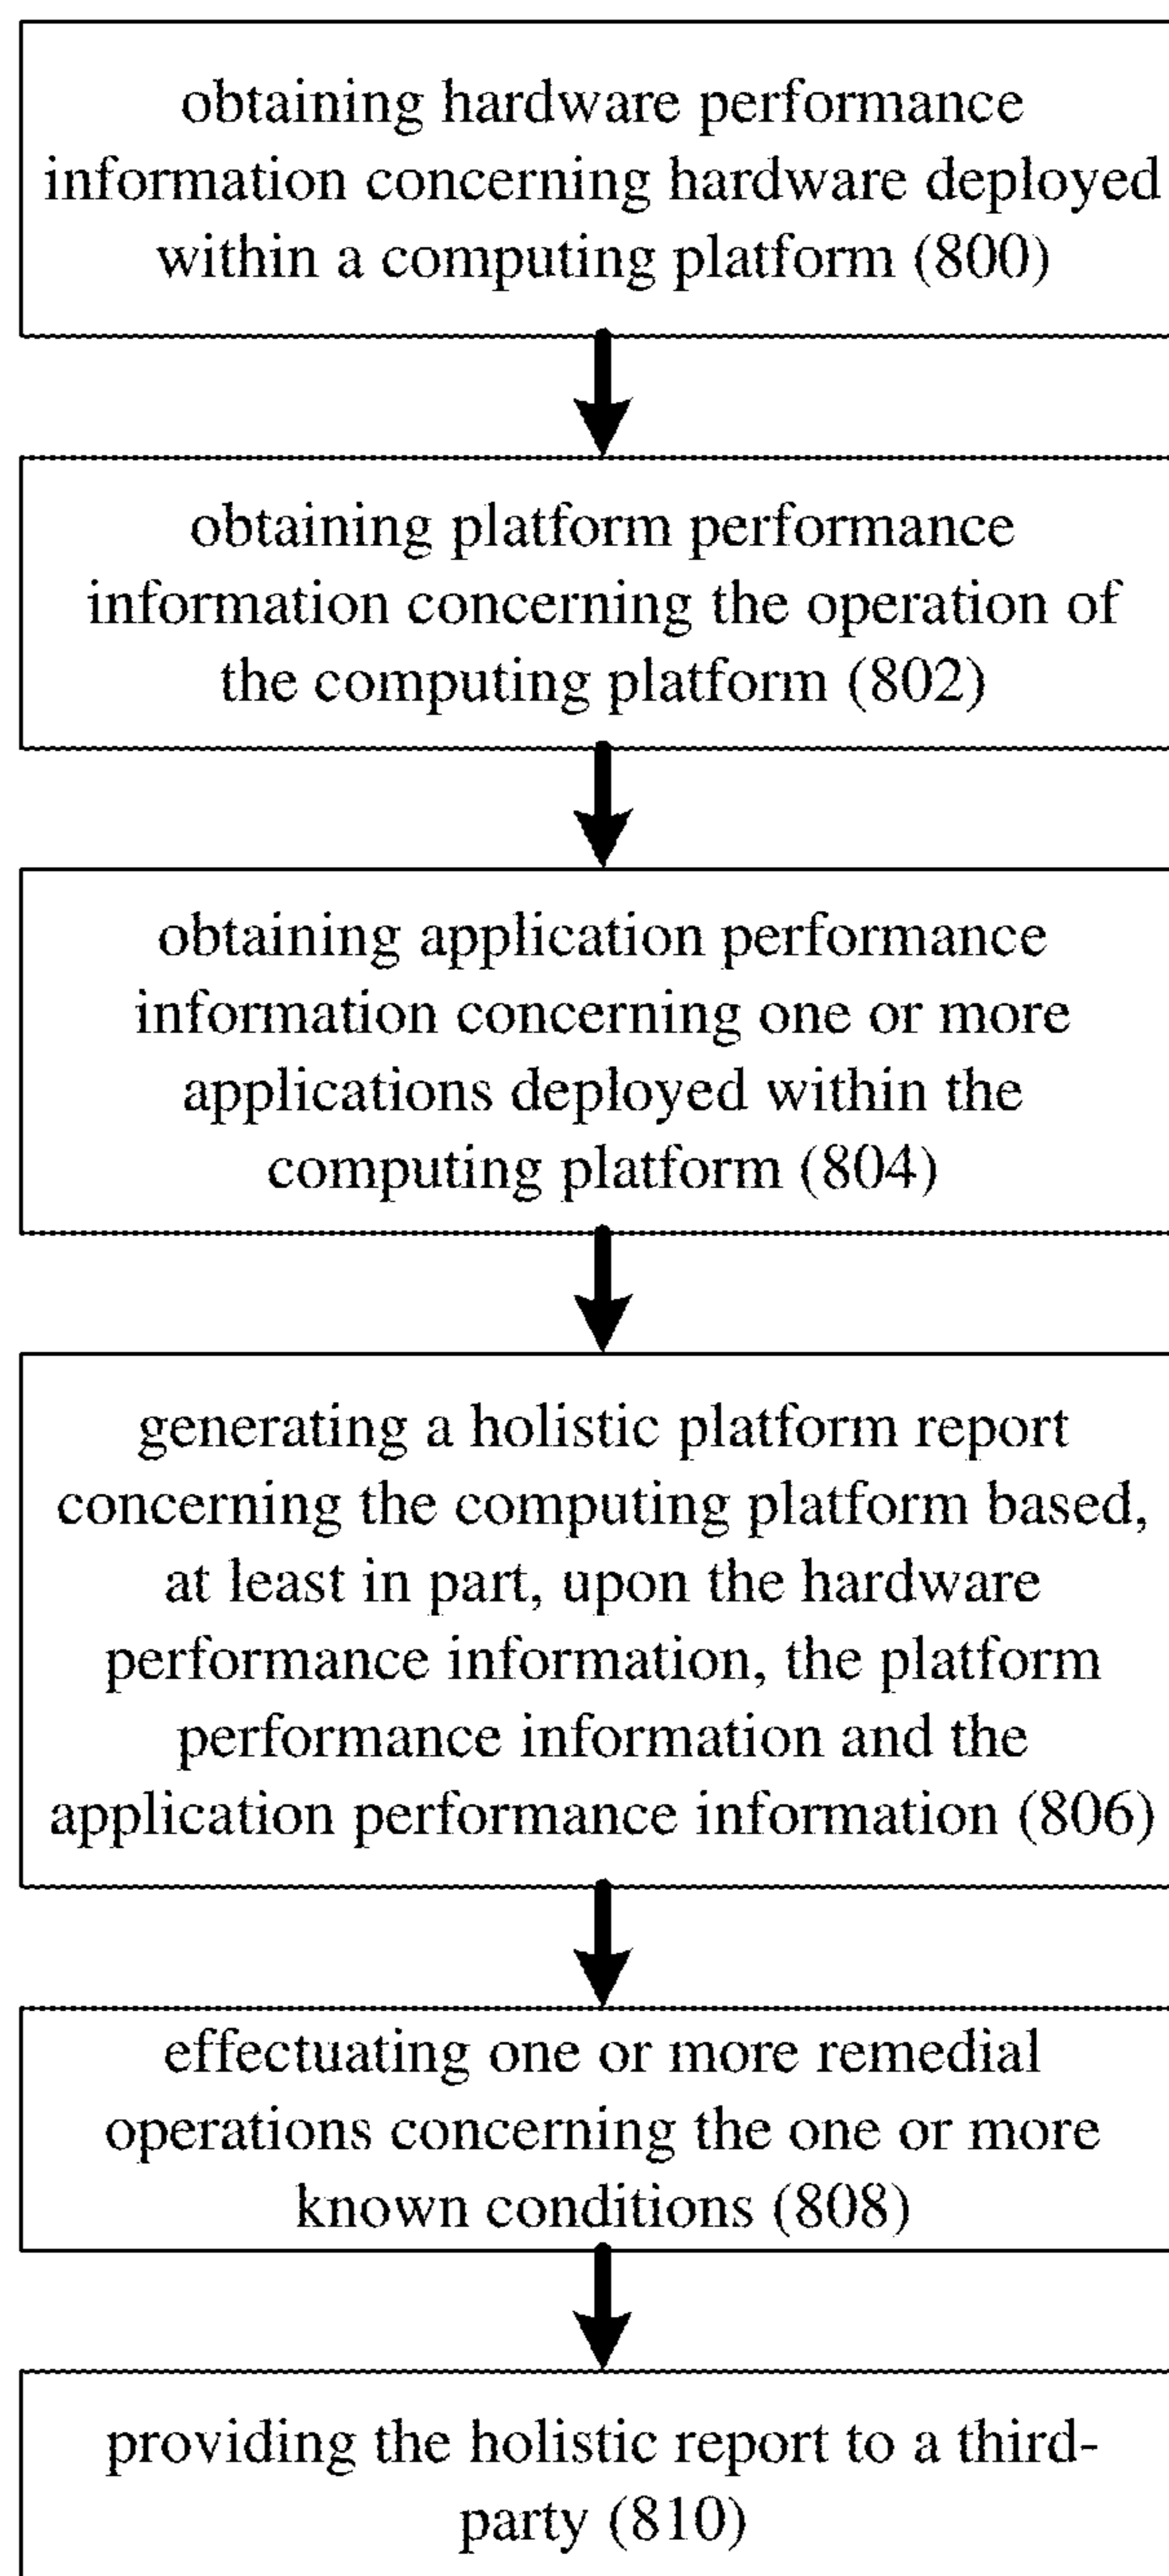 obtaining hardware performance
information concerning hardware deployed
within a computing platform (800)
obtaining platform performance
information concerning the operation of
the computing platform (802)
obtaining application performance
information concerning one or more
applications deployed within the
computing platform (804)
generating a holistic platform report
concerning the computing platform based,
at least in part, upon the hardware
performance information, the platform
performance information and the
application performance information (806)
effectuating one or more remedial
operations concerning the one or more
known conditions (808)
providing the holistic report to a third-
party (810)